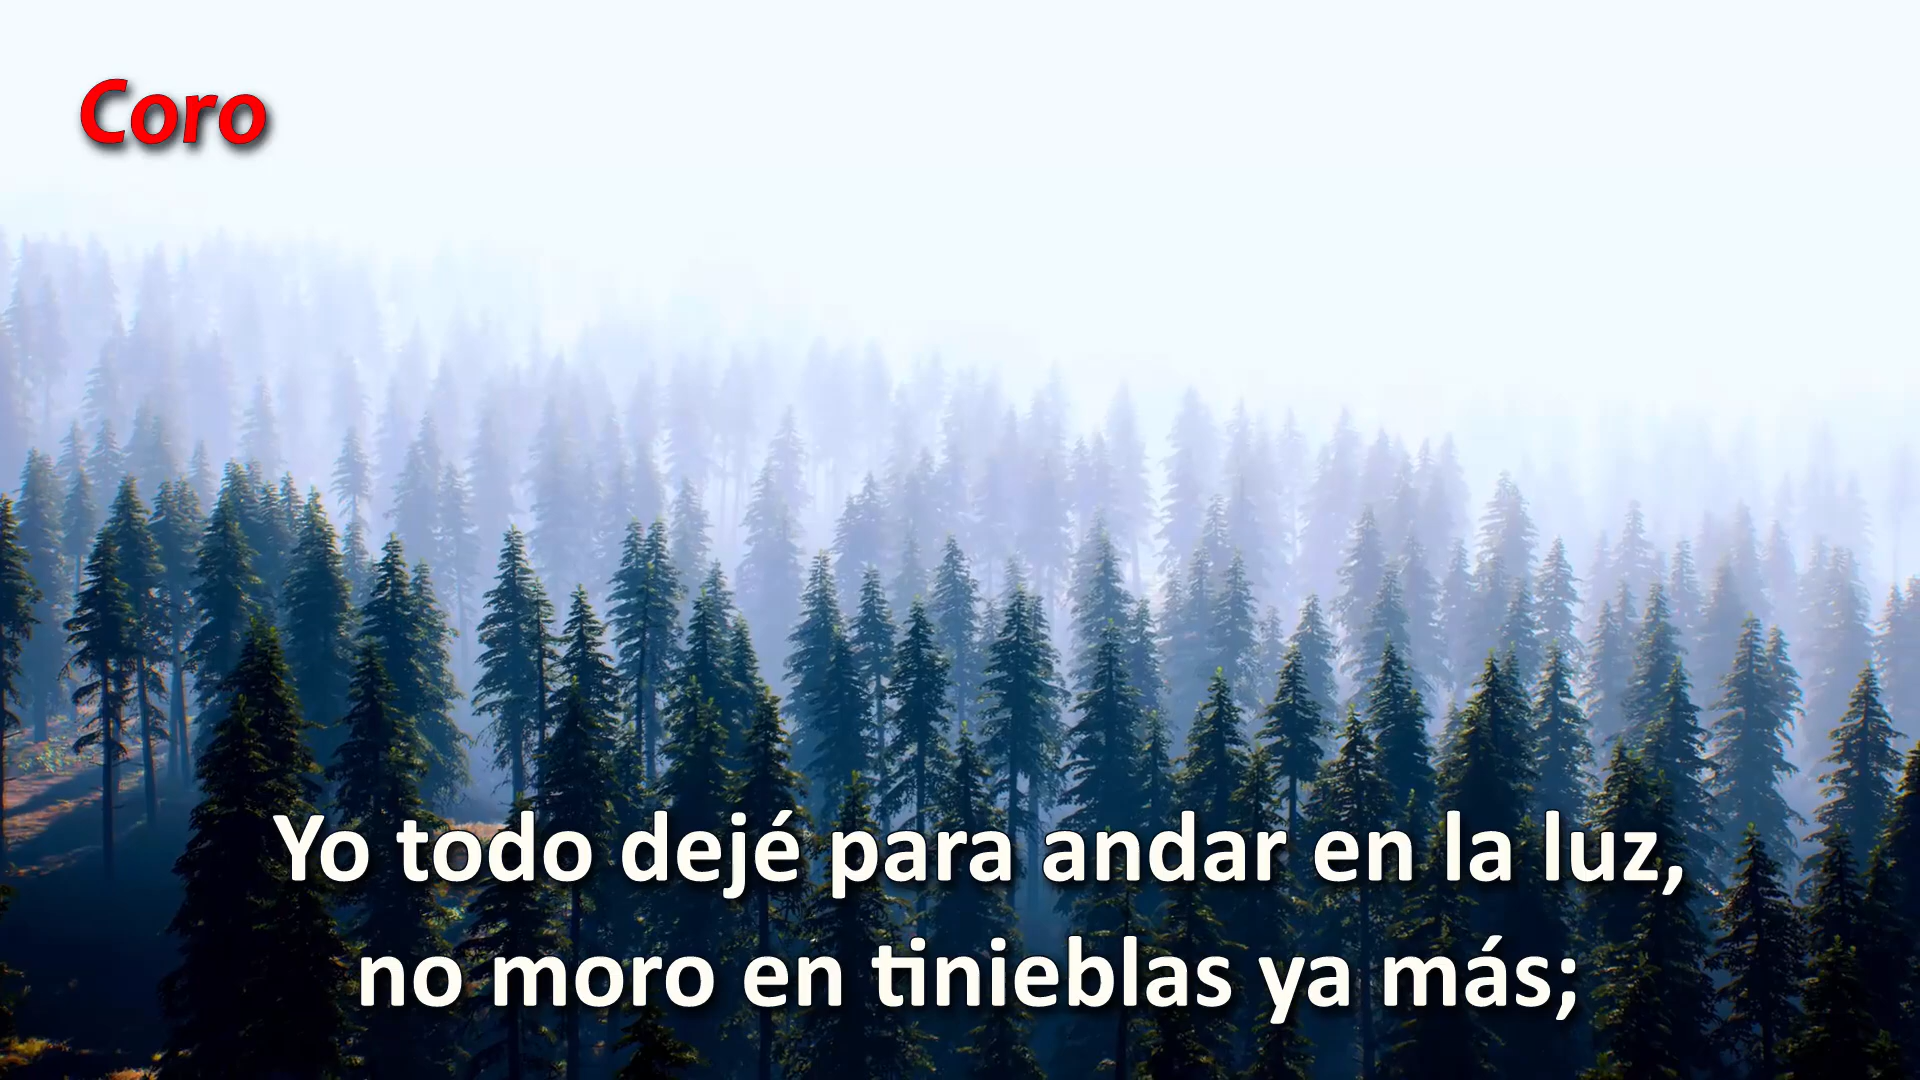 Coro
Yo todo dejé para andar en la luz,
no moro en tinieblas ya más;